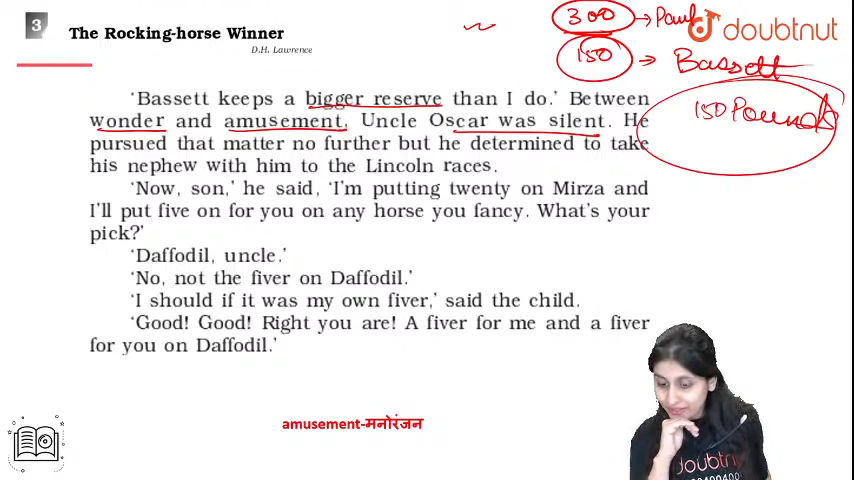 3
The Rocking-horse Winner
D.H. Lawrence
300 → Paul
doubtnut
150 → Bassett
150 Pounds
‘Bassett keeps a bigger reserve than I do.’ Between
wonder and amusement, Uncle Oscar was silent. He
pursued that matter no further but he determined to take
his nephew with him to the Lincoln races.
‘Now, son,’ he said, ‘I’m putting twenty on Mirza and
I’ll put five on for you on any horse you fancy. What’s your
pick?’
‘Daffodil, uncle.’
‘No, not the fiver on Daffodil.’
‘I should if it was my own fiver,’ said the child.
‘Good! Good! Right you are! A fiver for me and a fiver
for you on Daffodil.’
amusement-मनोरंजन
doubtnut